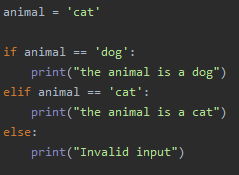 animal = 'cat'
if animal == 'dog':
    print("the animal is a dog")
elif animal == 'cat':
    print("the animal is a cat")
else:
    print("Invalid input")